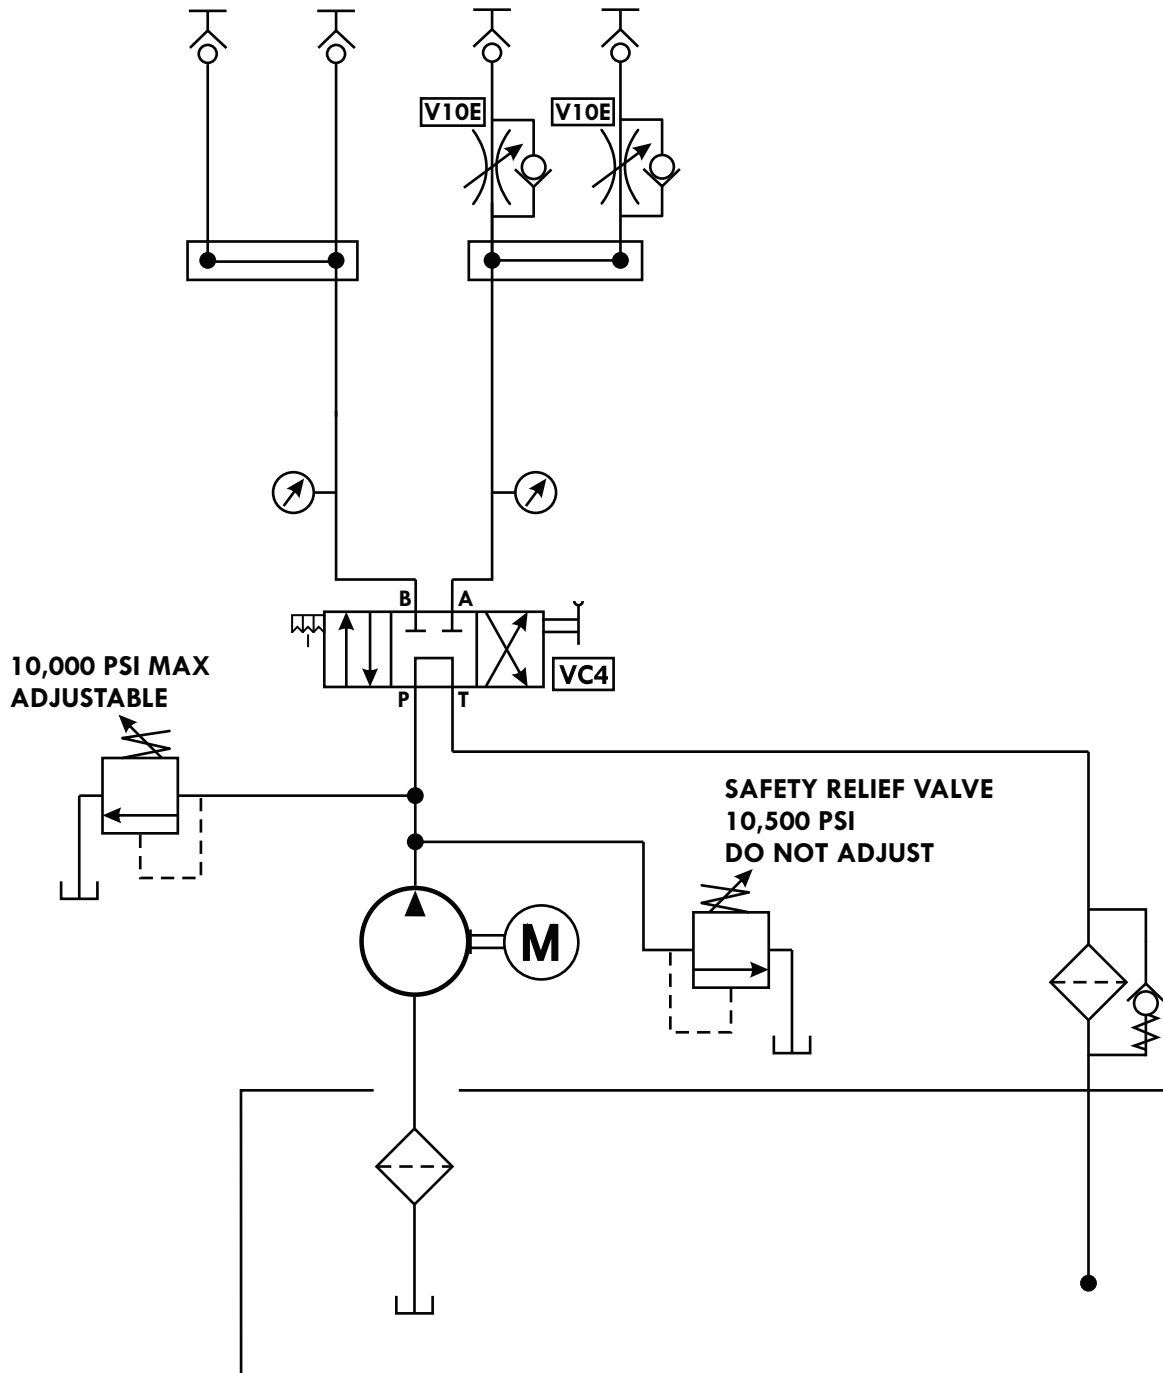 V10E
V10E
B
A
10,000 PSI MAX
ADJUSTABLE
VC4
P
T
SAFETY RELIEF VALVE
10,500 PSI
DO NOT ADJUST
M